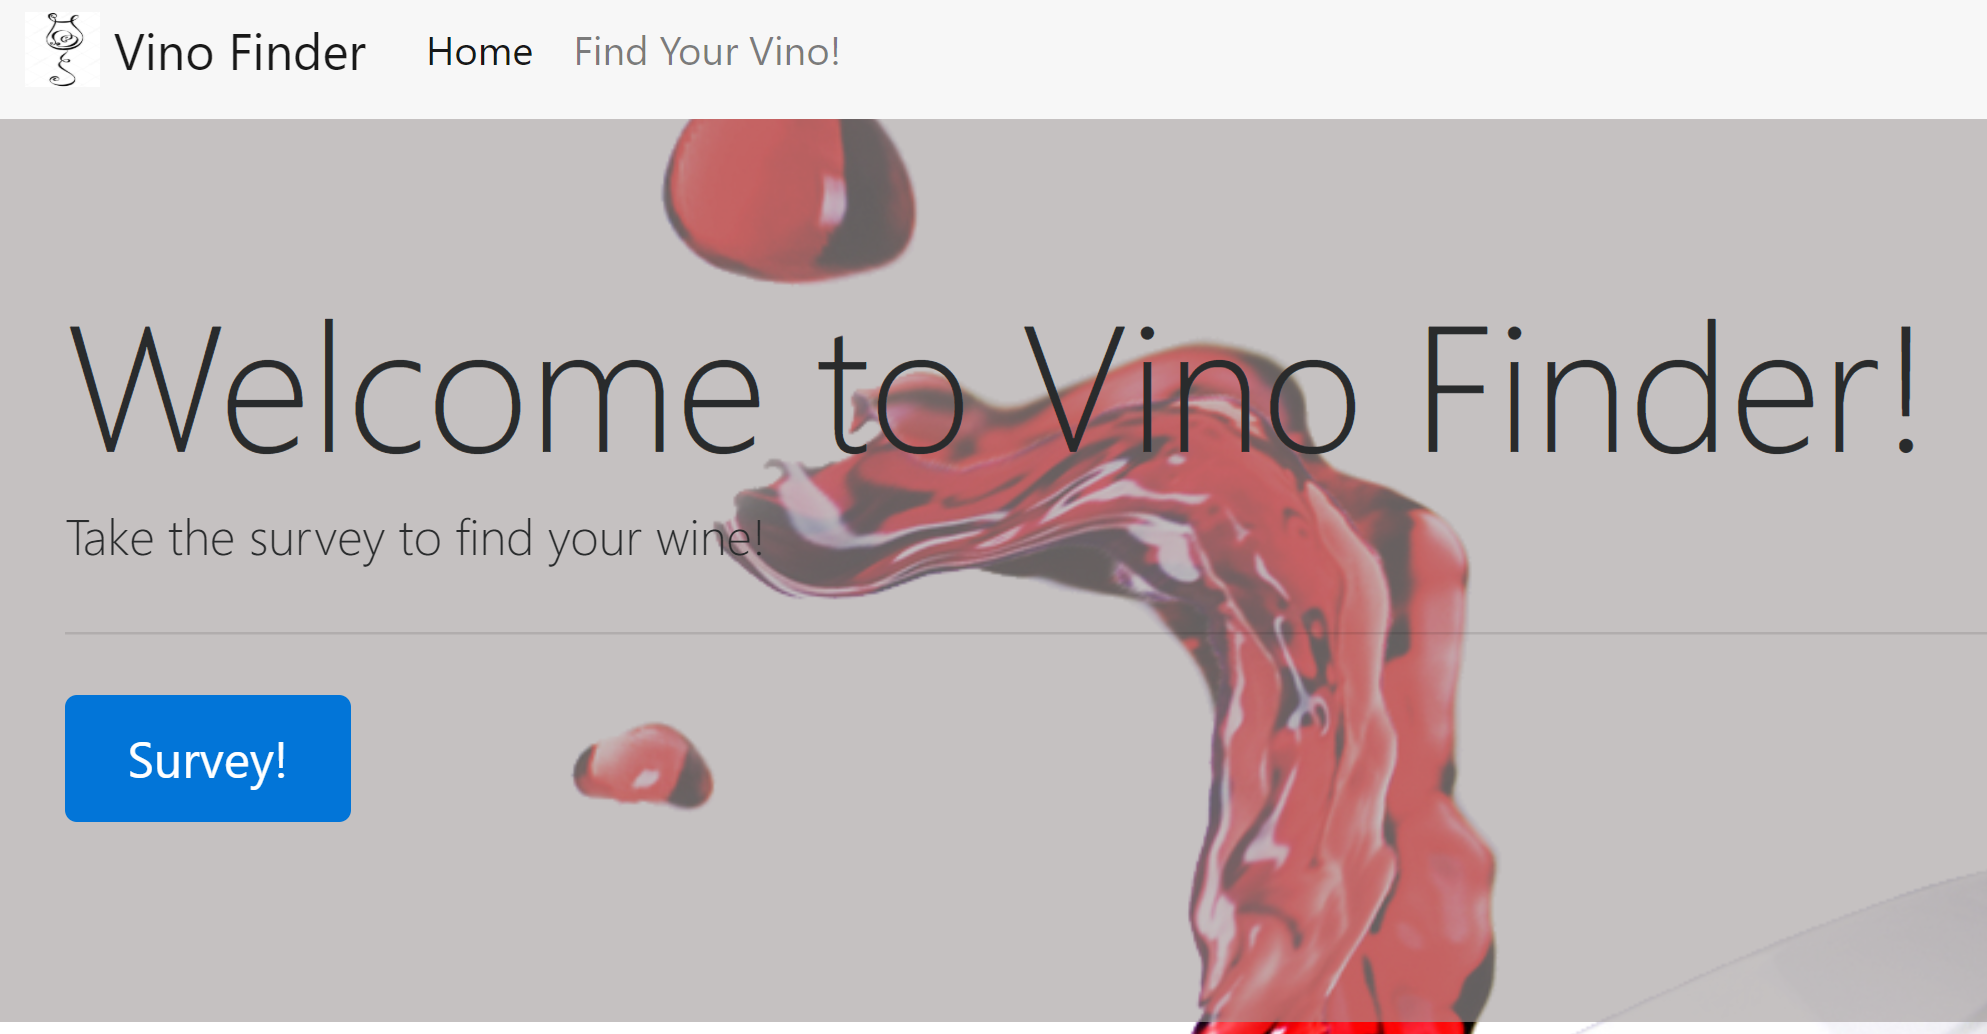 Vino Finder Home Find Your Vino!
Welcome to Vino Finder!
Take the survey to find your wine!
Survey!